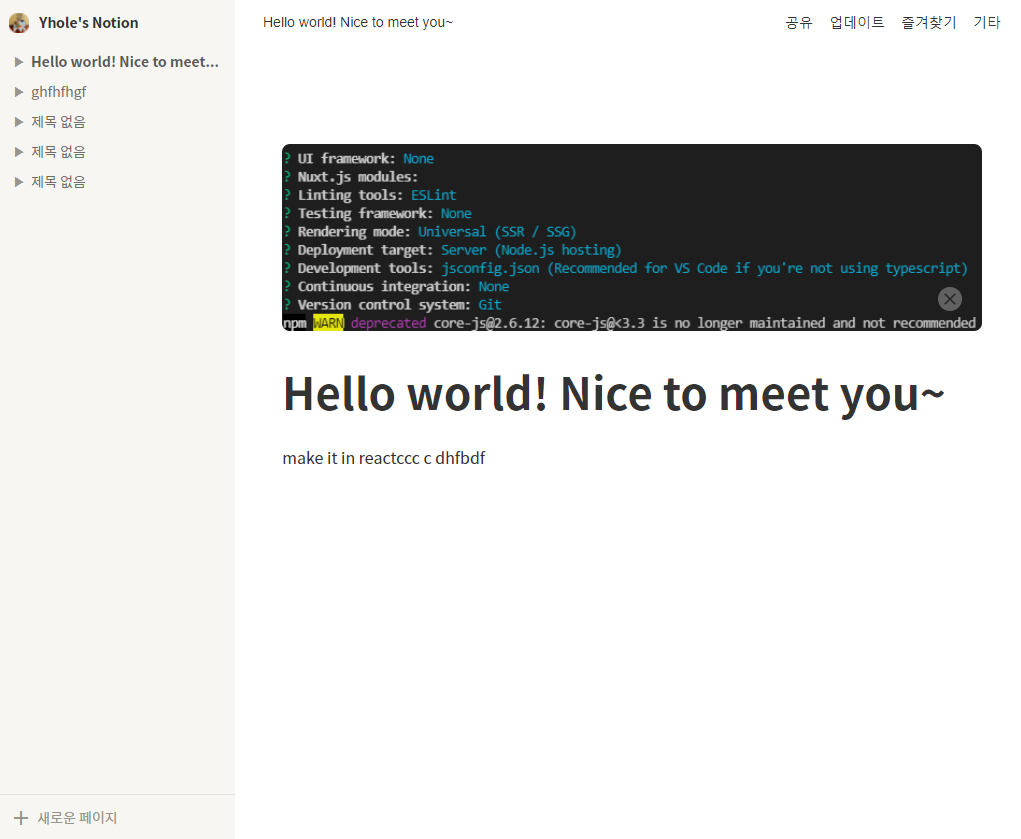 Yhole's Notion
Hello world! Nice to meet...
ghfhfhgf
제목 없음
제목 없음
제목 없음
새로운 페이지
Hello world! Nice to meet you~
공유 업데이트 즐겨찾기 기타
? UI framework: None
? Nuxt.js modules:
? Linting tools: ESLint
? Testing framework: None
? Rendering mode: Universal (SSR / SSG)
? Deployment target: Server (Node.js hosting)
? Development tools: jsconfig.json (Recommended for VS Code if you're not using typescript)
? Continuous integration: None
? Version control system: Git
npm WARN deprecated core-js@2.6.12: core-js@<3.3 is no longer maintained and not recommended
Hello world! Nice to meet you~
make it in reactccc c dhfbdf